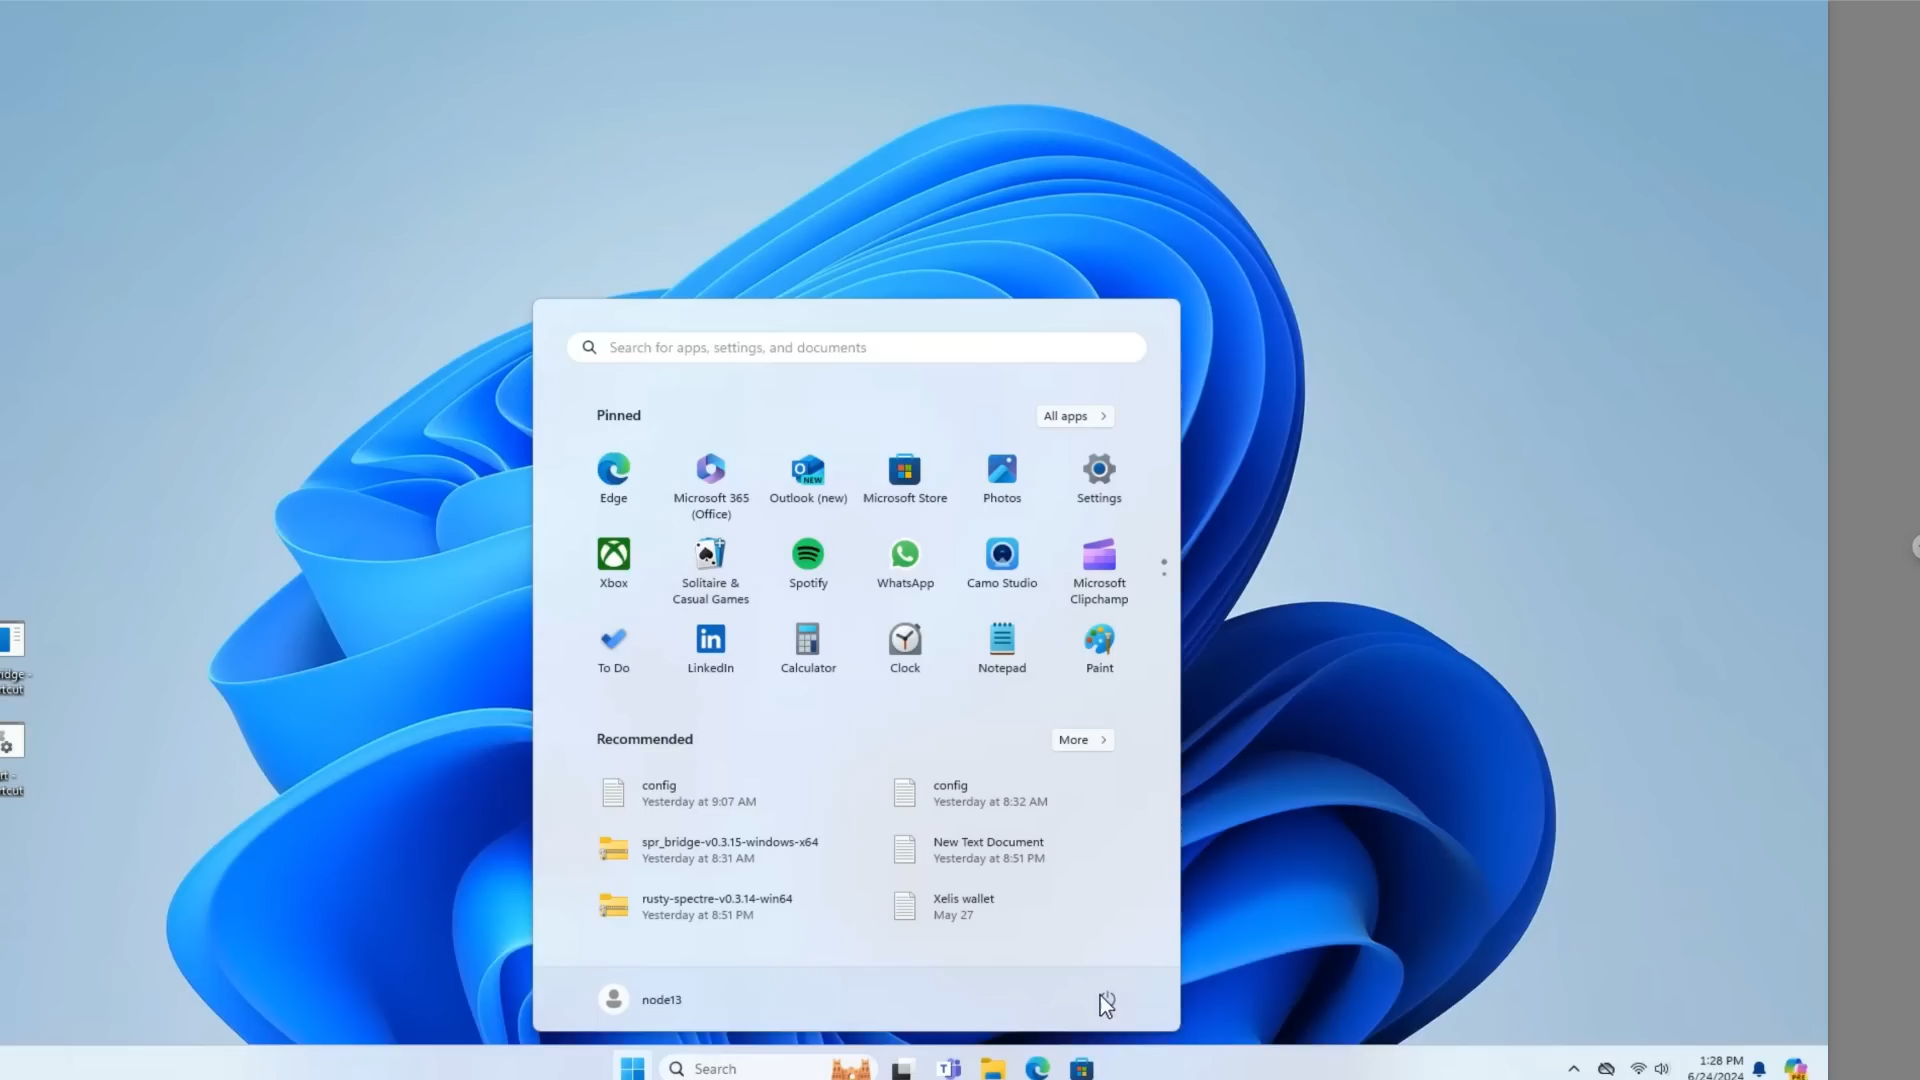 Search for apps, settings, and documents
Pinned
All apps
Edge
Microsoft 365
(Office)
Outlook (new)
Microsoft Store
Photos
Settings
Xbox
Solitaire &
Casual Games
Spotify
WhatsApp
Camo Studio
Microsoft
Clipchamp
To Do
LinkedIn
Calculator
Clock
Notepad
Paint
Recommended
More
config
Yesterday at 9:07 AM
config
Yesterday at 8:32 AM
spr_bridge-v0.3.15-windows-x64
Yesterday at 8:31 AM
New Text Document
Yesterday at 8:51 PM
rusty-spectre-v0.3.14-win64
Yesterday at 8:51 PM
Xelis wallet
May 27
node13
Search
1:28 PM
6/24/2024